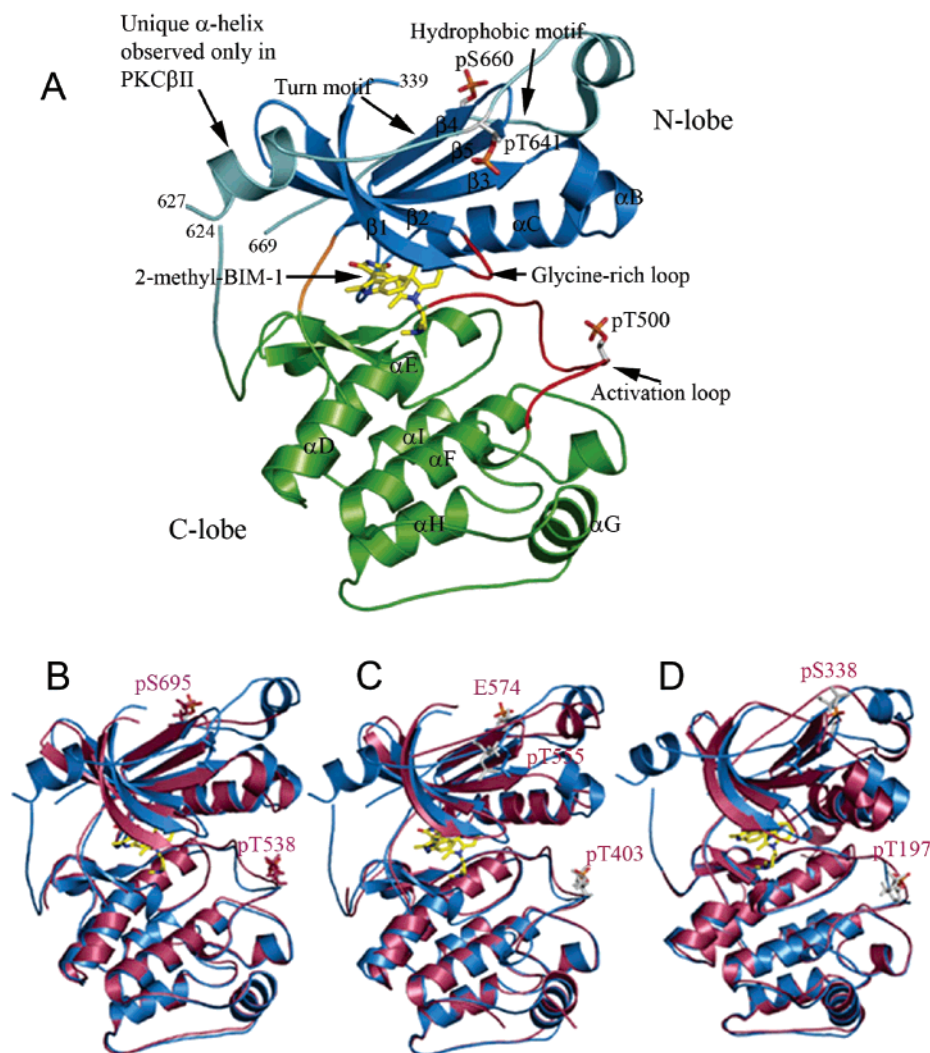 A
Unique α-helix
observed only in
PKCβII
Hydrophobic motif
pS660
339
Turn motif
N-lobe
β4
pT641
β5
β3
αB
627
624
669
β1
β2
αC
2-methyl-BIM-1
Glycine-rich loop
pT500
αE
Activation loop
αD
αI
αF
C-lobe
αH
αG
B
pS695
pT538
C
E574
pT555
pT403
D
pS338
pT197